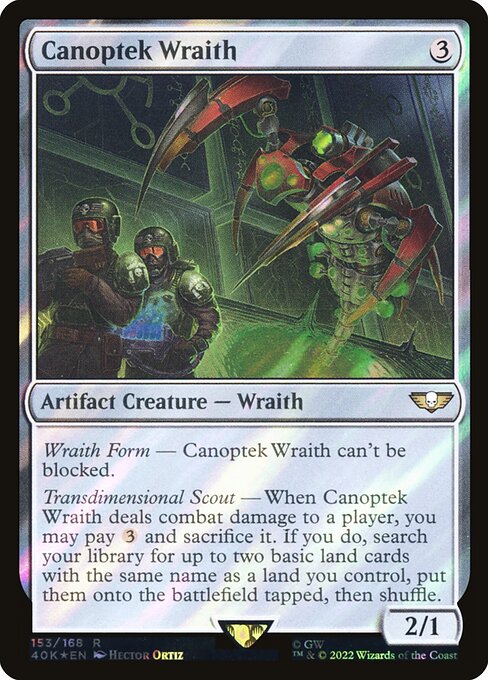 Canoptek Wraith 3
Artifact Creature — Wraith
Wraith Form — Canoptek Wraith can't be
blocked.
Transdimensional Scout — When Canoptek
Wraith deals combat damage to a player, you
may pay 3 and sacrifice it. If you do, search
your library for up to two basic land cards
with the same name as a land you control, put
them onto the battlefield tapped, then shuffle.
2/1
153/168 R
40K★EN Hector Ortiz
© GW
™ & © 2022 Wizards of the Coast